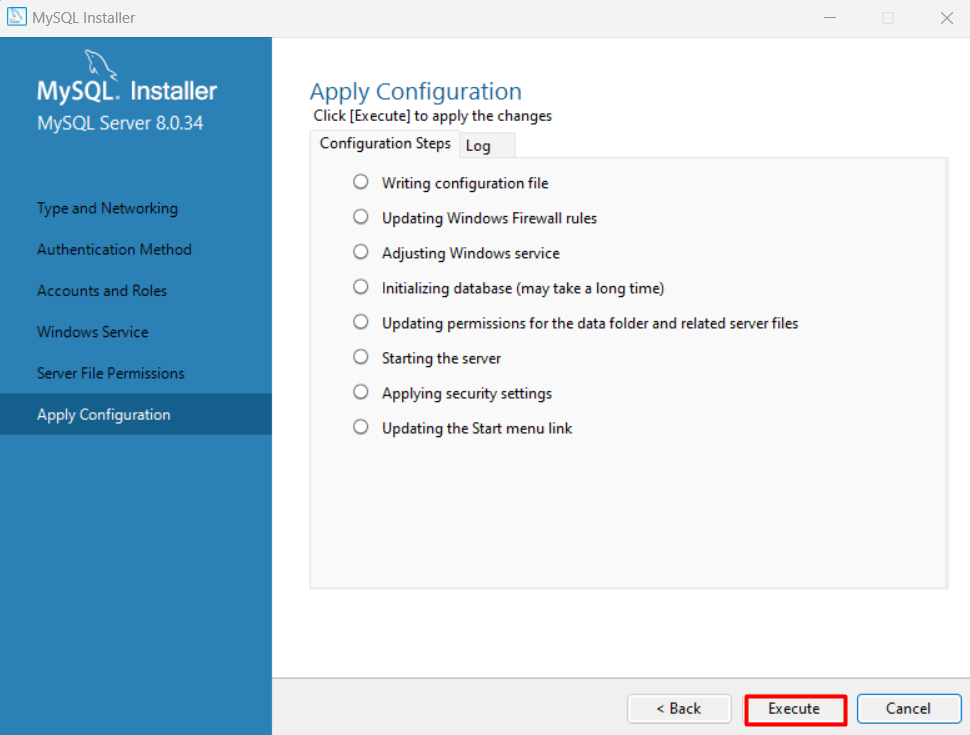 MySQL Installer
MySQL. Installer
MySQL Server 8.0.34
Type and Networking
Authentication Method
Accounts and Roles
Windows Service
Server File Permissions
Apply Configuration
Apply Configuration
Click [Execute] to apply the changes
Configuration Steps
Log
Writing configuration file
Updating Windows Firewall rules
Adjusting Windows service
Initializing database (may take a long time)
Updating permissions for the data folder and related server files
Starting the server
Applying security settings
Updating the Start menu link
< Back
Execute
Cancel